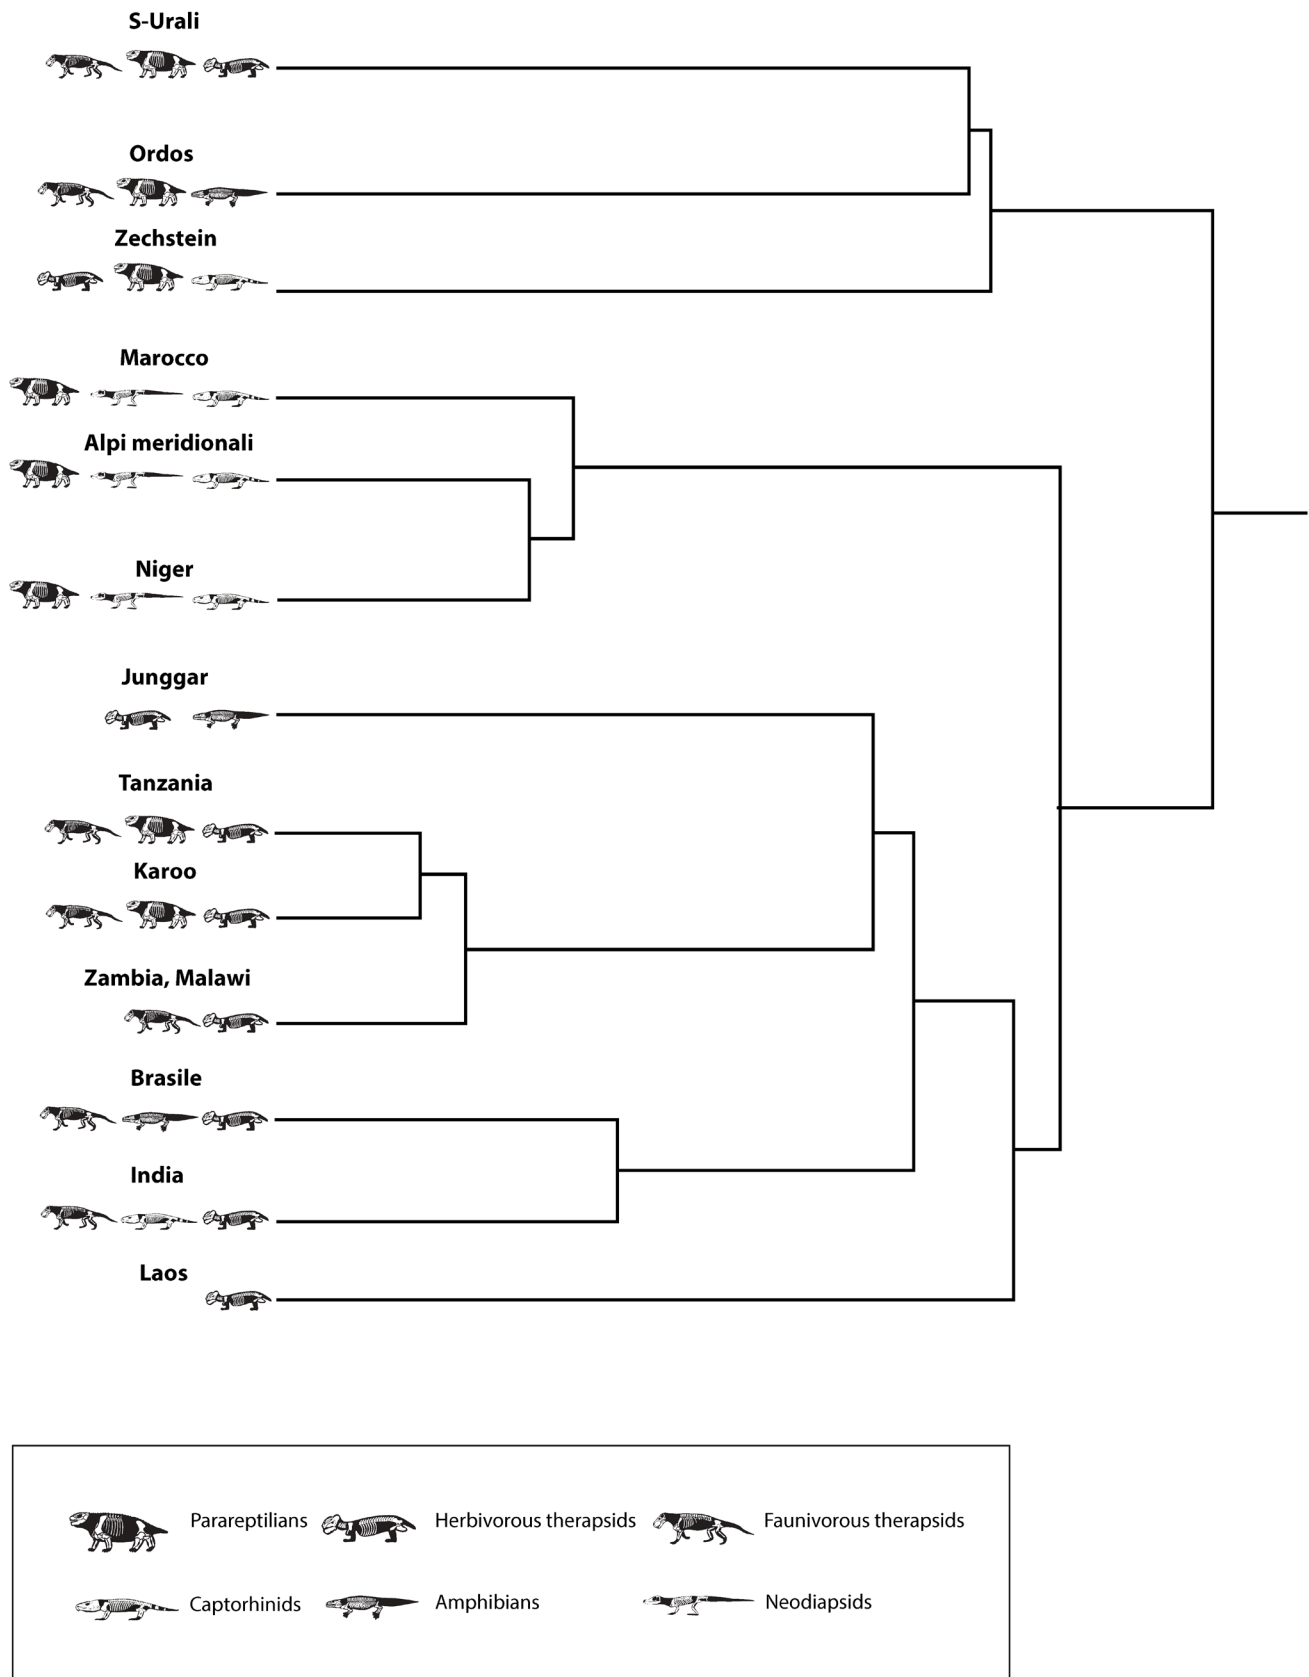 S-Urali
Ordos
Zechstein
Marocco
Alpi meridionali
Niger
Junggar
Tanzania
Karoo
Zambia, Malawi
Brasile
India
Laos
Parareptilians Herbivorous therapsids Faunivorous therapsids
Captorhinids Amphibians Neodiapsids